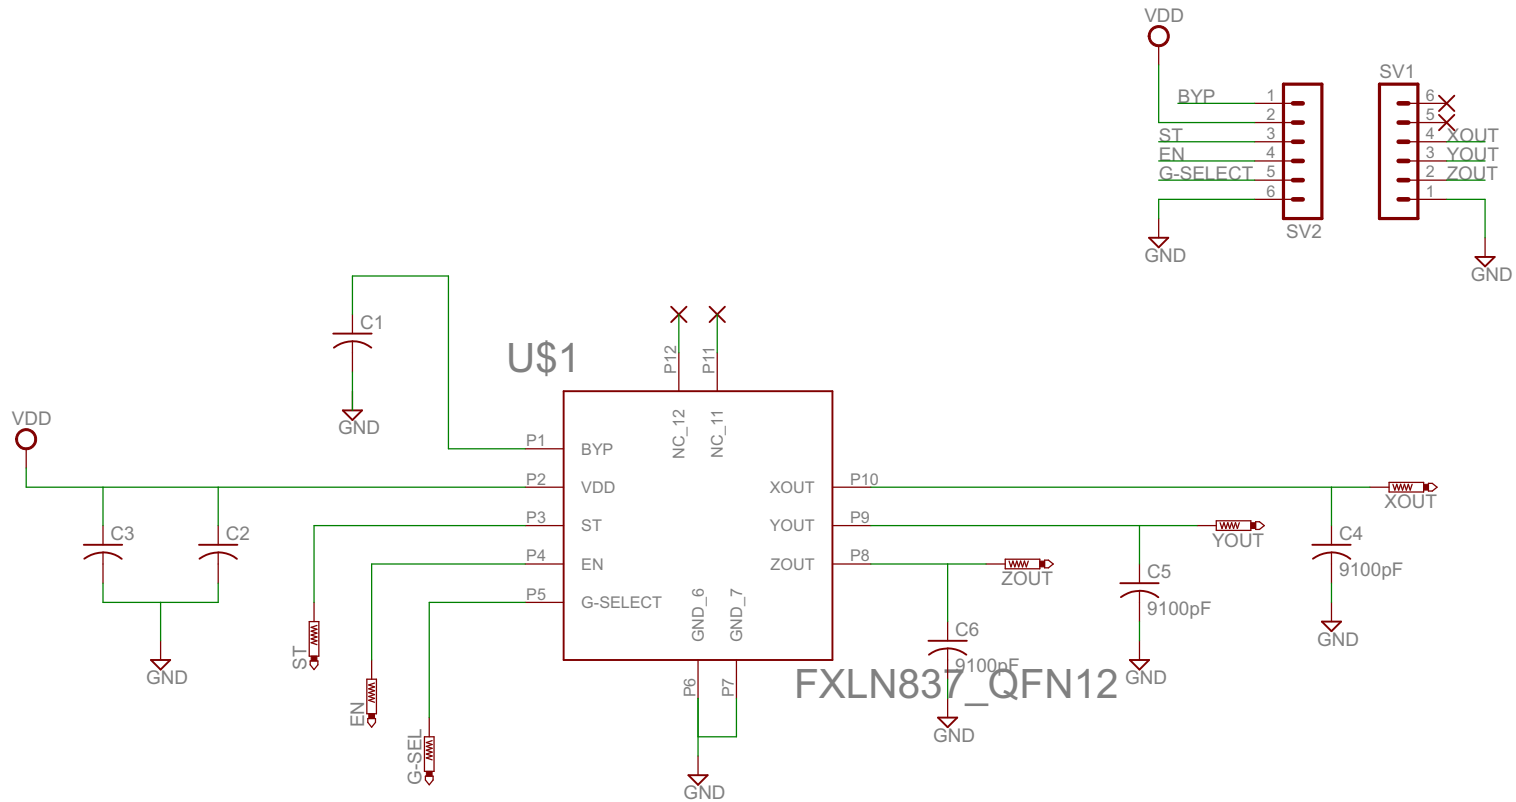 VDD
SV1
BYP 1
2
ST 3
EN 4
G-SELECT 5
6
SV2
GND
6
5
4 XOUT
3 YOUT
2 ZOUT
1
GND
C1
GND
U$1
P12
P11
NC_12
NC_11
VDD
P1 BYP
P2 VDD
P3 ST
P4 EN
P5 G-SELECT
XOUT P10
YOUT P9
ZOUT P8
GND_6
GND_7
P6
P7
GND
C3
C2
GND
ST
EN
G-SEL
XOUT
YOUT
ZOUT
C4
9100pF
GND
C5
9100pF
GND
C6
9100pF
GND
FXLN837_QFN12